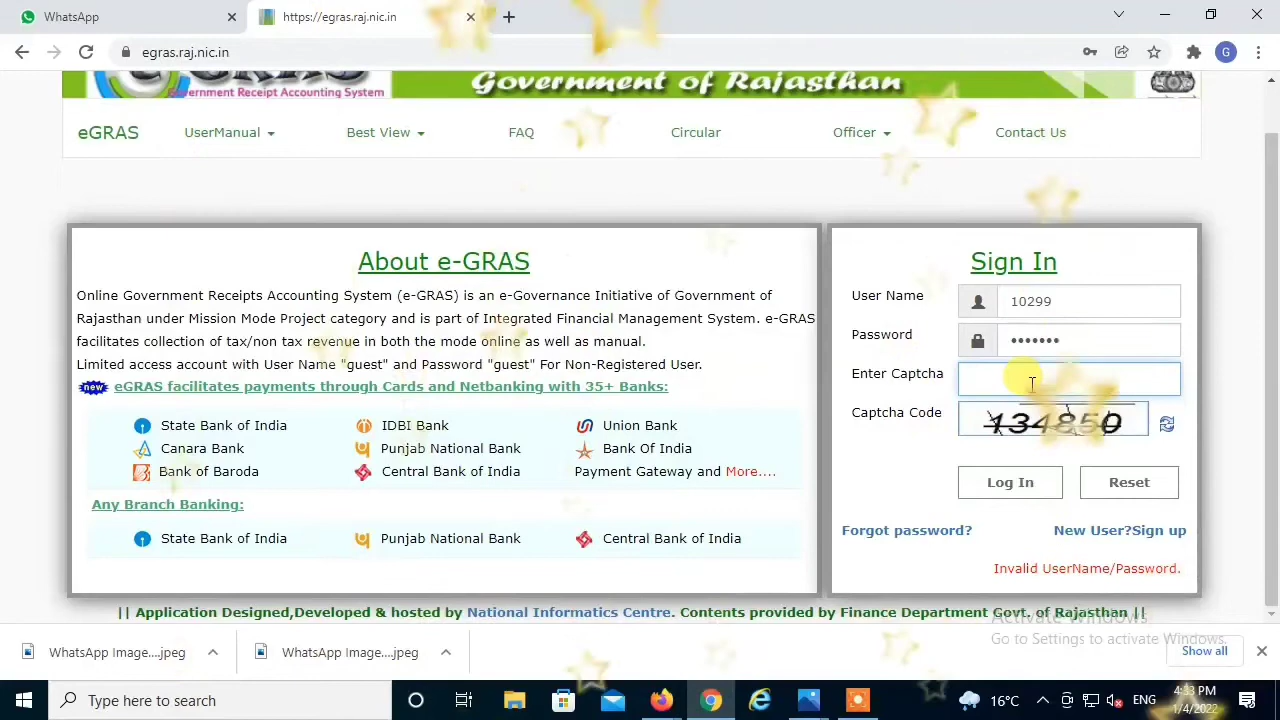 WhatsApp
https://egras.raj.nic.in
egras.raj.nic.in
G
Government of Rajasthan
Government Receipt Accounting System
eGRAS UserManual Best View FAQ Circular Officer Contact Us
About e-GRAS
Online Government Receipts Accounting System (e-GRAS) is an e-Governance Initiative of Government of
Rajasthan under Mission Mode Project category and is part of Integrated Financial Management System. e-GRAS
facilitates collection of tax/non tax revenue in both the mode online as well as manual.
Limited access account with User Name "guest" and Password "guest" For Non-Registered User.
new eGRAS facilitates payments through Cards and Netbanking with 35+ Banks:
State Bank of India IDBI Bank Union Bank
Canara Bank Punjab National Bank Bank Of India
Bank of Baroda Central Bank of India Payment Gateway and More....
Any Branch Banking:
State Bank of India Punjab National Bank Central Bank of India
Sign In
User Name 10299
Password •••••••
Enter Captcha
Captcha Code 134850
Log In Reset
Forgot password? New User?Sign up
Invalid UserName/Password.
|| Application Designed,Developed & hosted by National Informatics Centre. Contents provided by Finance Department Govt. of Rajasthan ||
Activate Windows
Go to Settings to activate Windows.
WhatsApp Image....jpeg WhatsApp Image....jpeg Show all
Type here to search
16°C
ENG
4:33 PM
1/4/2022